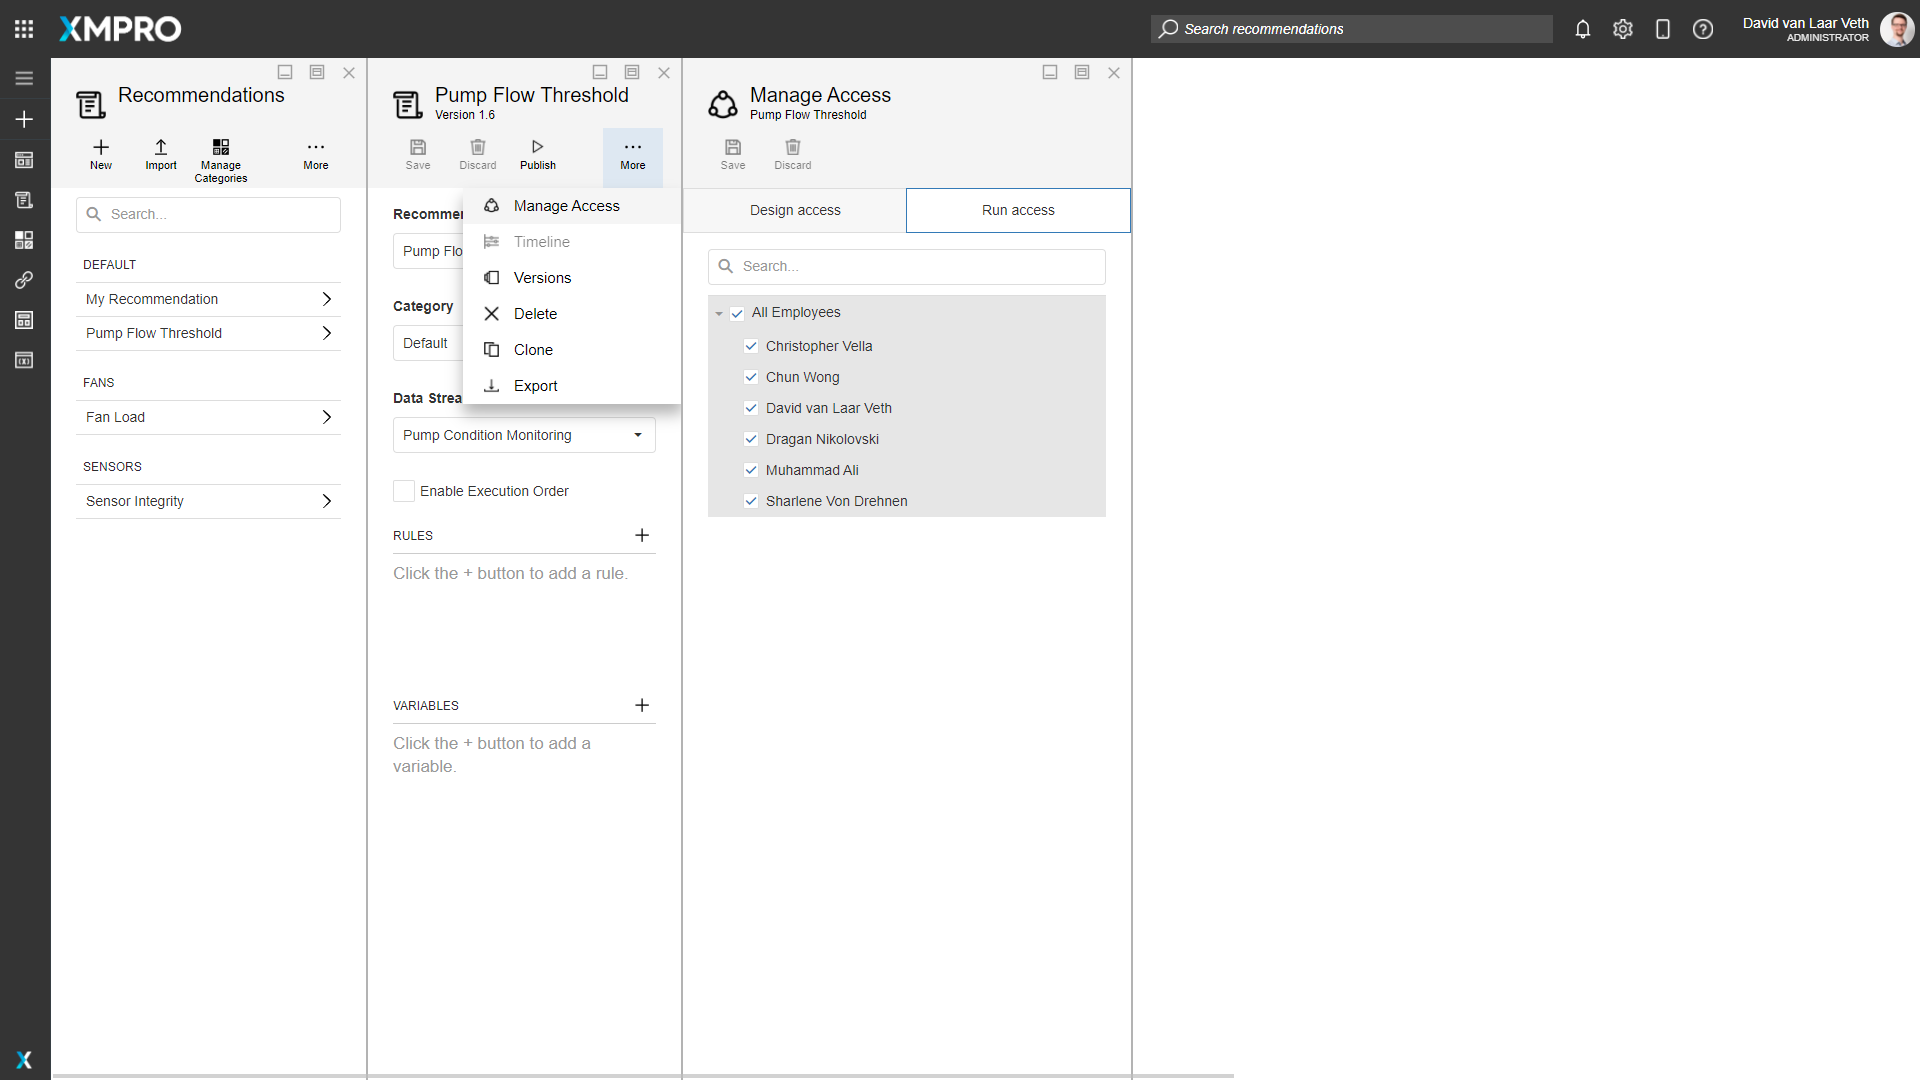 XMPRO
Search recommendations
David van Laar Veth
ADMINISTRATOR
Recommendations
New
Import
Manage
Categories
More
Search...
DEFAULT
My Recommendation
Pump Flow Threshold
FANS
Fan Load
SENSORS
Sensor Integrity
Pump Flow Threshold
Version 1.6
Save
Discard
Publish
More
Manage Access
Timeline
Versions
Delete
Clone
Export
Recommen
Pump Flo
Category
Default
Data Strea
Pump Condition Monitoring
Enable Execution Order
RULES
Click the + button to add a rule.
VARIABLES
Click the + button to add a
variable.
Manage Access
Pump Flow Threshold
Save
Discard
Design access
Run access
Search...
All Employees
Christopher Vella
Chun Wong
David van Laar Veth
Dragan Nikolovski
Muhammad Ali
Sharlene Von Drehnen